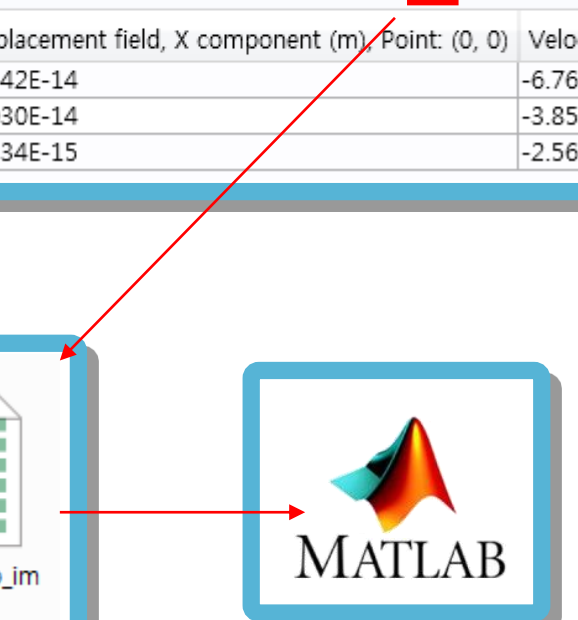 placement field, X component (m), Point: (0, 0) Velo
42E-14 -6.76
30E-14 -3.85
34E-15 -2.56
_im
MATLAB